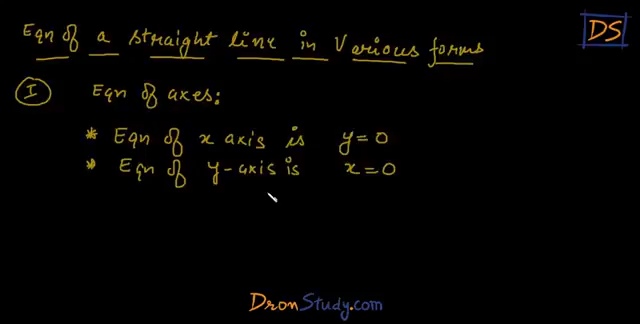 Eqn of a straight line in Various forms
DS
I Eqn of axes:
* Eqn of x axis is y=0
* Eqn of y-axis is x=0
DronStudy.com